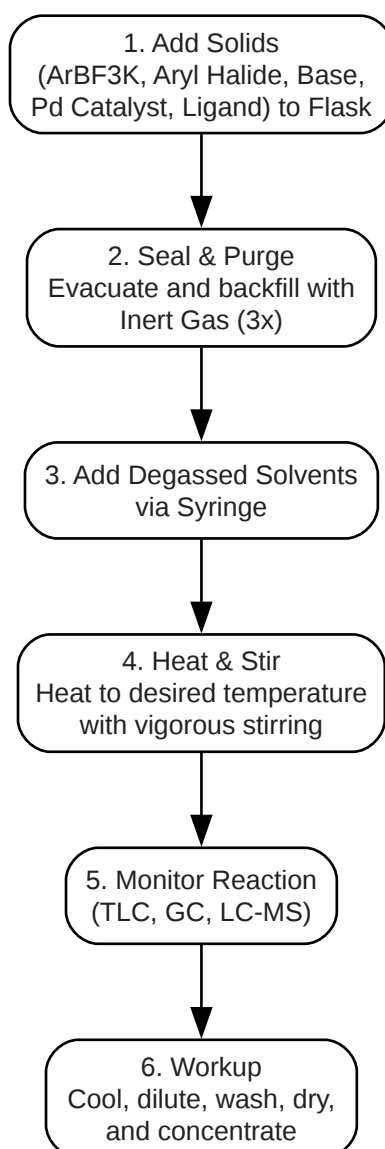 1. Add Solids
(ArBF3K, Aryl Halide, Base,
Pd Catalyst, Ligand) to Flask
2. Seal & Purge
Evacuate and backfill with
Inert Gas (3x)
3. Add Degassed Solvents
via Syringe
4. Heat & Stir
Heat to desired temperature
with vigorous stirring
5. Monitor Reaction
(TLC, GC, LC-MS)
6. Workup
Cool, dilute, wash, dry,
and concentrate